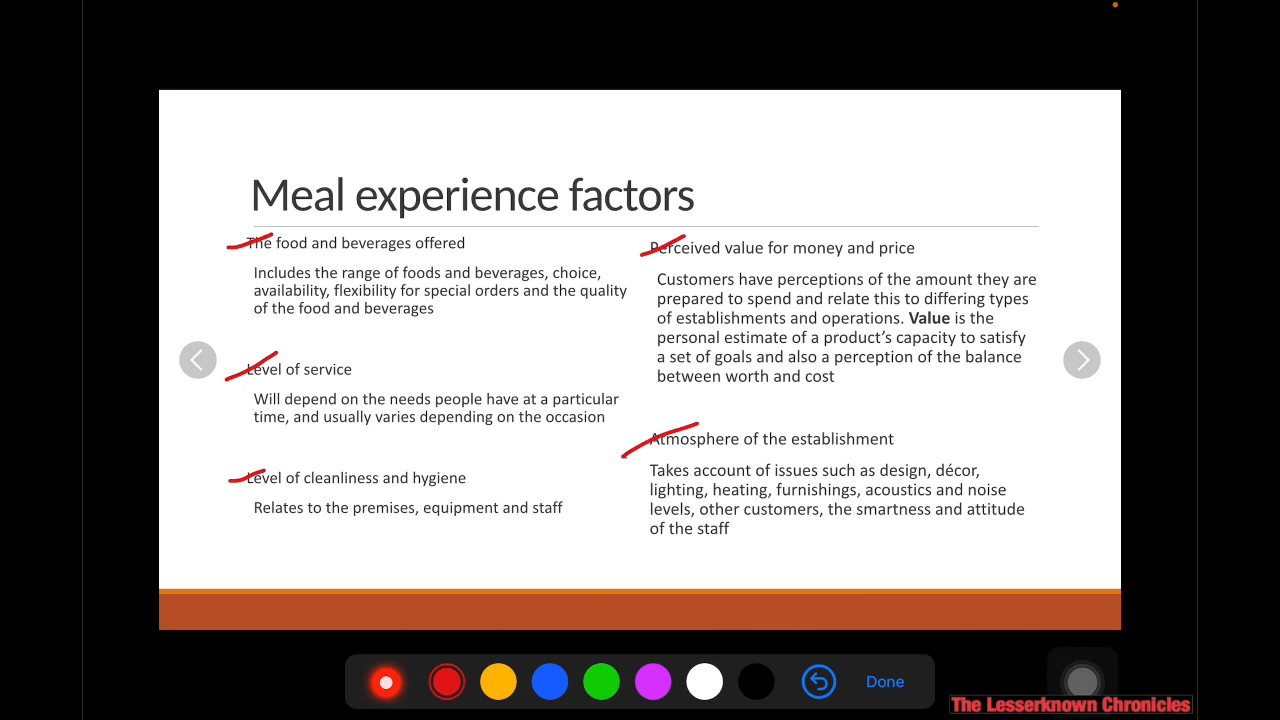 Meal experience factors
The food and beverages offered
Includes the range of foods and beverages, choice,
availability, flexibility for special orders and the quality
of the food and beverages
Level of service
Will depend on the needs people have at a particular
time, and usually varies depending on the occasion
Level of cleanliness and hygiene
Relates to the premises, equipment and staff
Perceived value for money and price
Customers have perceptions of the amount they are
prepared to spend and relate this to differing types
of establishments and operations. Value is the
personal estimate of a product’s capacity to satisfy
a set of goals and also a perception of the balance
between worth and cost
Atmosphere of the establishment
Takes account of issues such as design, décor,
lighting, heating, furnishings, acoustics and noise
levels, other customers, the smartness and attitude
of the staff
Done
The Lesserknown Chronicles